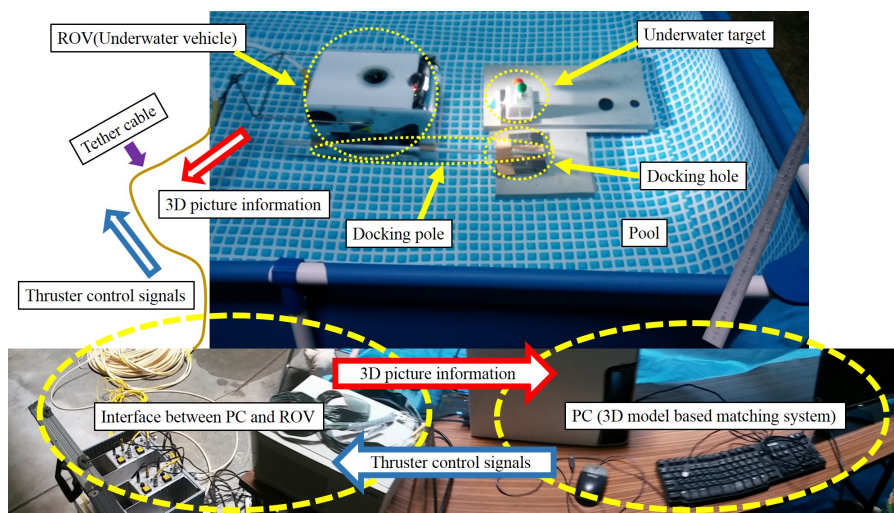 ROV(Underwater vehicle)
Underwater target
Tether cable
3D picture information
Docking hole
Docking pole
Pool
Thruster control signals
3D picture information
Interface between PC and ROV
PC (3D model based matching system)
Thruster control signals